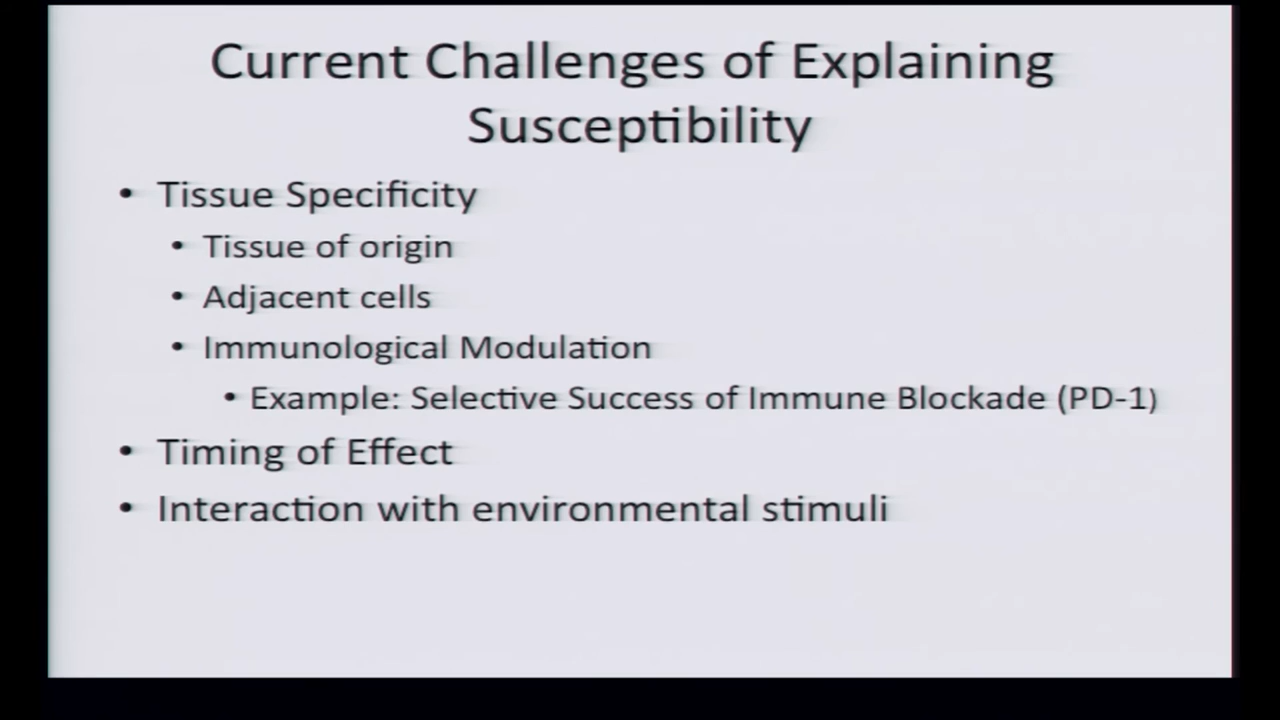 Current Challenges of Explaining
Susceptibility
• Tissue Specificity
• Tissue of origin
• Adjacent cells
• Immunological Modulation
• Example: Selective Success of Immune Blockade (PD-1)
• Timing of Effect
• Interaction with environmental stimuli